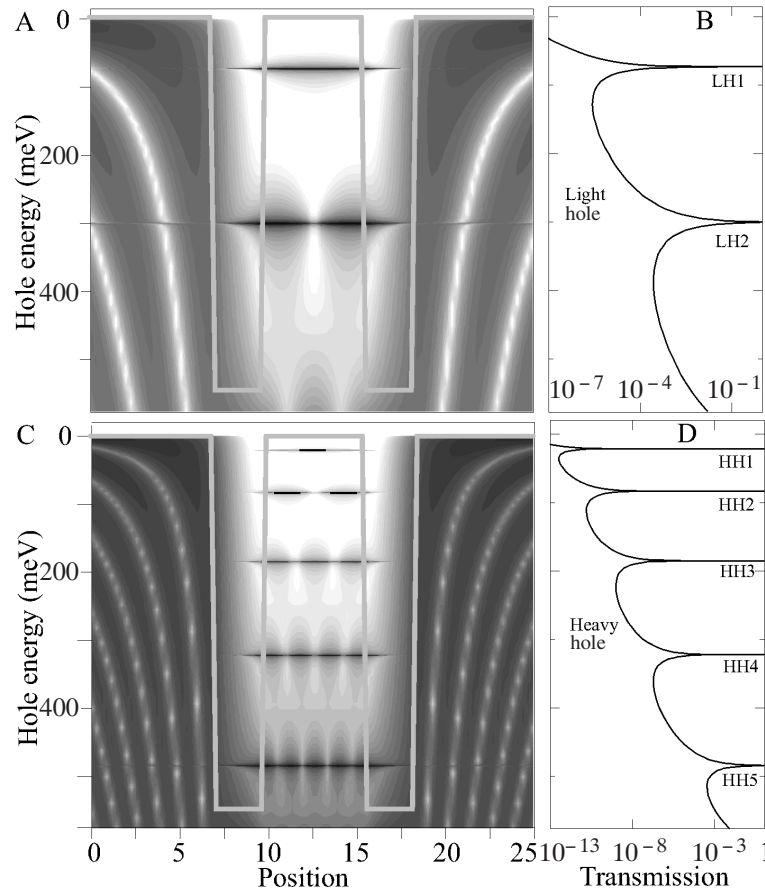 A
B
0
200
400
Hole energy (meV)
LH1
Light
hole
LH2
10-7
10-4
10-1
C
D
0
200
400
Hole energy (meV)
HH1
HH2
HH3
Heavy
hole
HH4
HH5
0
5
10
15
20
25
Position
10-13
10-8
10-3
1
Transmission